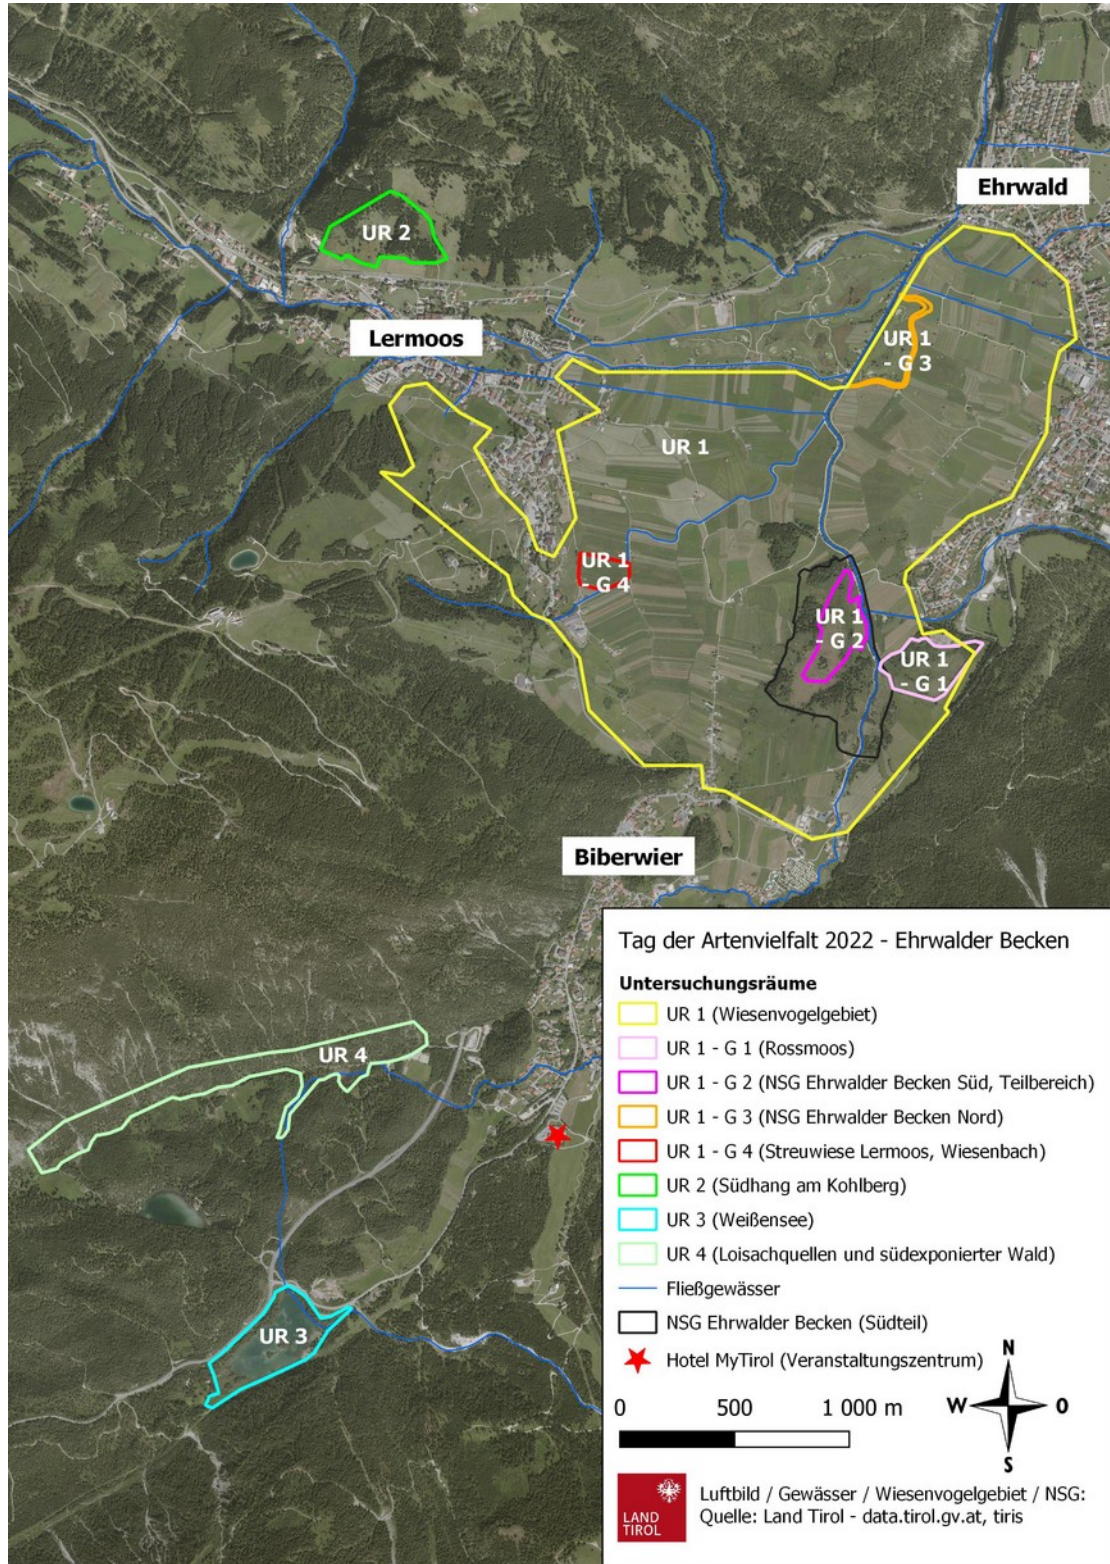 Ehrwald
UR 2
Lermoos
UR 1
- G 3
UR 1
UR 1
- G 4
UR 1
- G 2
UR 1
- G 1
Biberwier
UR 4
UR 3
Tag der Artenvielfalt 2022 - Ehrwalder Becken
Untersuchungsräume
UR 1 (Wiesenvogelgebiet)
UR 1 - G 1 (Rossmoos)
UR 1 - G 2 (NSG Ehrwalder Becken Süd, Teilbereich)
UR 1 - G 3 (NSG Ehrwalder Becken Nord)
UR 1 - G 4 (Streuwiese Lermoos, Wiesenbach)
UR 2 (Südhang am Kohlberg)
UR 3 (Weißensee)
UR 4 (Loisachquellen und südexponierter Wald)
Fließgewässer
NSG Ehrwalder Becken (Südteil)
Hotel MyTirol (Veranstaltungszentrum)
0 500 1 000 m
N
W O
S
LAND
TIROL
Luftbild / Gewässer / Wiesenvogelgebiet / NSG:
Quelle: Land Tirol - data.tirol.gv.at, tiris